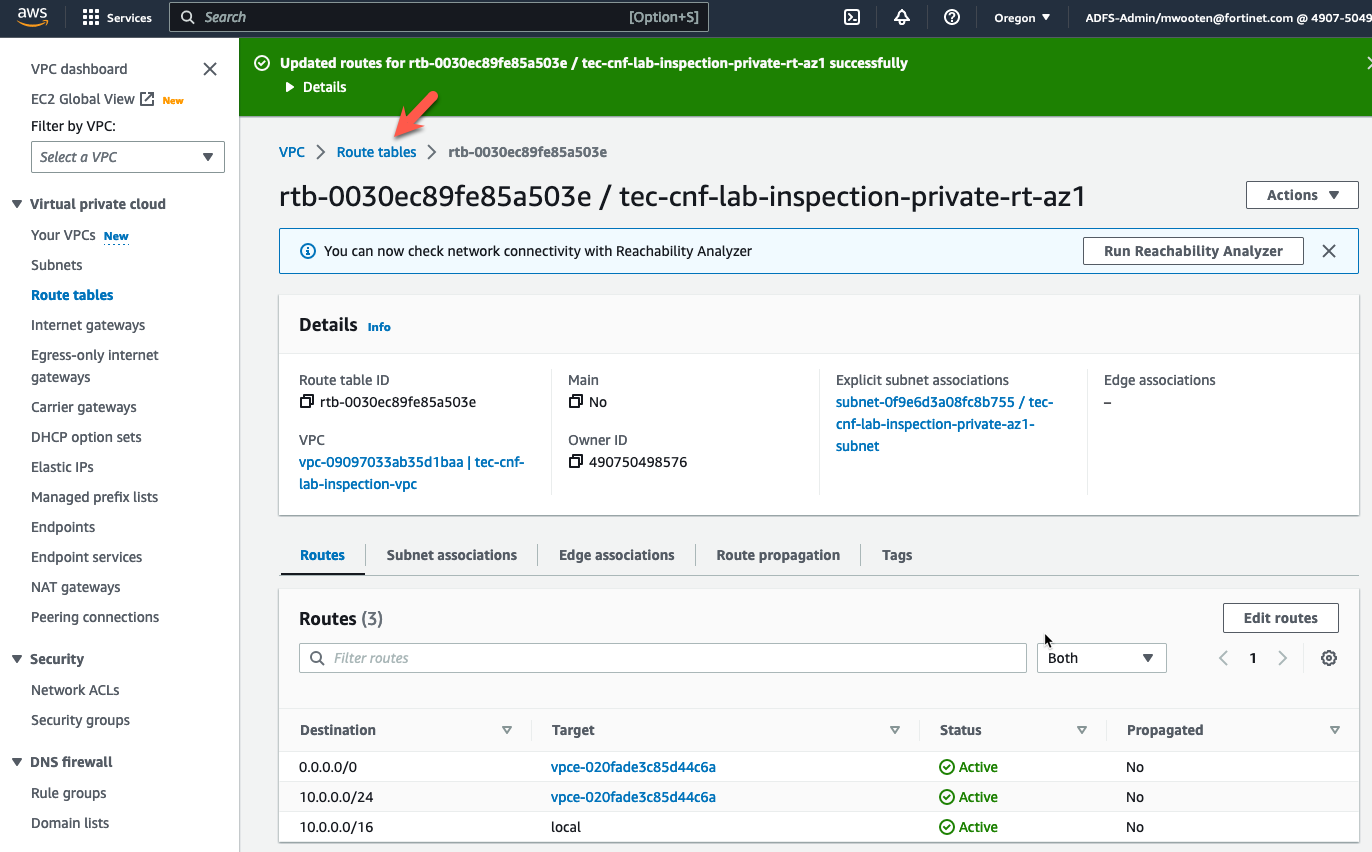 aws
Services
Search [Option+S]
Oregon
ADFS-Admin/mwooten@fortinet.com @ 4907-5049
VPC dashboard
EC2 Global View New
Filter by VPC:
Select a VPC
Virtual private cloud
Your VPCs New
Subnets
Route tables
Internet gateways
Egress-only internet
gateways
Carrier gateways
DHCP option sets
Elastic IPs
Managed prefix lists
Endpoints
Endpoint services
NAT gateways
Peering connections
Security
Network ACLs
Security groups
DNS firewall
Rule groups
Domain lists
Updated routes for rtb-0030ec89fe85a503e / tec-cnf-lab-inspection-private-rt-az1 successfully
Details
VPC Route tables rtb-0030ec89fe85a503e
rtb-0030ec89fe85a503e / tec-cnf-lab-inspection-private-rt-az1
Actions
You can now check network connectivity with Reachability Analyzer
Run Reachability Analyzer
Details Info
Route table ID
rtb-0030ec89fe85a503e
VPC
vpc-09097033ab35d1baa | tec-cnf-
lab-inspection-vpc
Main
No
Owner ID
490750498576
Explicit subnet associations
subnet-0f9e6d3a08fc8b755 / tec-
cnf-lab-inspection-private-az1-
subnet
Edge associations
–
Routes Subnet associations Edge associations Route propagation Tags
Routes (3)
Edit routes
Filter routes
Both
1
Destination Target Status Propagated
0.0.0.0/0 vpce-020fade3c85d44c6a Active No
10.0.0.0/24 vpce-020fade3c85d44c6a Active No
10.0.0.0/16 local Active No